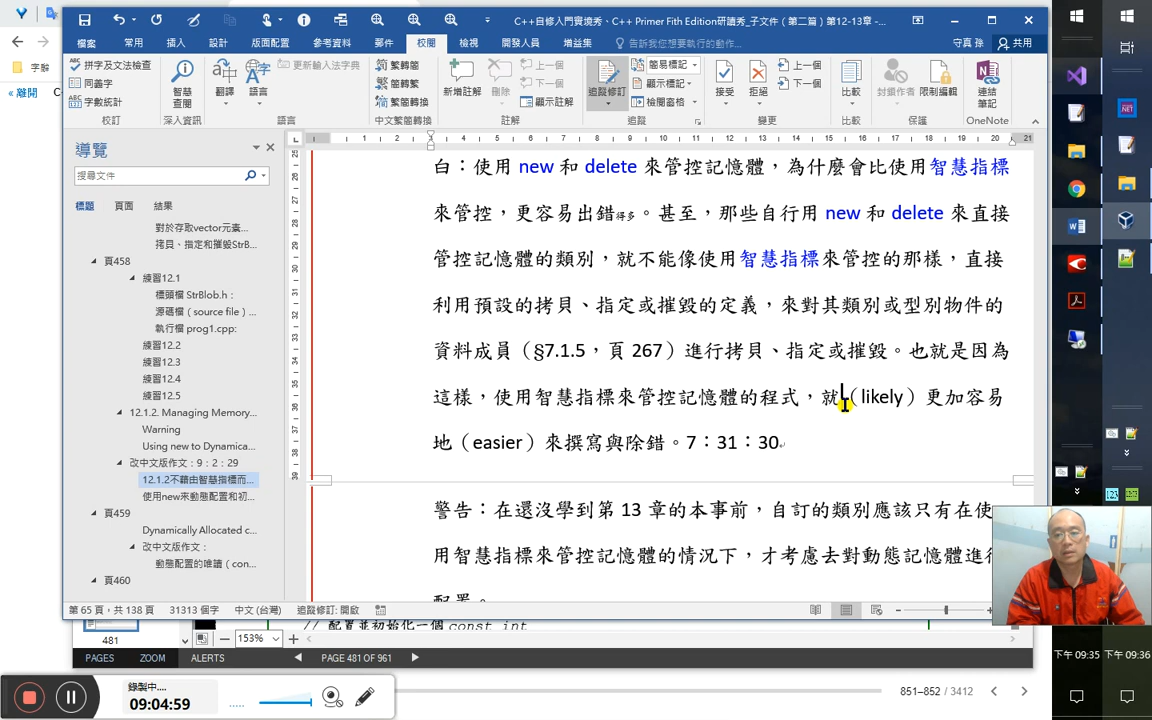 C++自修入門實境秀、C++ Primer Fith Edition研讀秀_子文件（第二篇）第12-13章 -...
檔案 常用 插入 設計 版面配置 參考資料 郵件 校閱 檢視 開發人員 增益集 告訴我您想要執行的動作... 守真 孫 共用
字齡
« 離開
拼字及文法檢查
同義字
字數統計
校訂
智慧查閱
深入資訊
翻譯
語言
更新輸入法字典
語言
繁轉簡
簡轉繁
繁簡轉換
中文繁簡轉換
新增註解
刪除
上一個
下一個
顯示註解
註解
追蹤修訂
簡易標記
顯示標記
檢閱窗格
追蹤
接受
拒絕
上一個
下一個
變更
比較
比較
封鎖作者
限制編輯
保護
連結筆記
OneNote
導覽
搜尋文件
標題 頁面 結果
對於存取vector元素...
拷貝、指定和摧毀StrB...
頁458
練習12.1
標頭檔 StrBlob.h：
源碼檔（source file）...
執行檔 prog1.cpp:
練習12.2
練習12.3
練習12.4
練習12.5
12.1.2. Managing Memory...
Warning
Using new to Dynamica...
改中文版作文：9：2：29
12.1.2不藉由智慧指標而...
使用new來動態配置和初...
頁459
Dynamically Allocated c...
改中文版作文：
動態配置的唯讀（con...
頁460
白：使用 new 和 delete 來管控記憶體，為什麼會比使用智慧指標
來管控，更容易出錯得多。甚至，那些自行用 new 和 delete 來直接
管控記憶體的類別，就不能像使用智慧指標來管控的那樣，直接
利用預設的拷貝、指定或摧毀的定義，來對其類別或型別物件的
資料成員（§7.1.5，頁 267）進行拷貝、指定或摧毀。也就是因為
這樣，使用智慧指標來管控記憶體的程式，就（likely）更加容易
地（easier）來撰寫與除錯。7：31：30
警告：在還沒學到第 13 章的本事前，自訂的類別應該只有在使
用智慧指標來管控記憶體的情況下，才考慮去對動態記憶體進行
配置。
第 65 頁，共 138 頁 31313 個字 中文 (台灣) 追蹤修訂: 開啟
// 配置並初始化一個 const int
481
153%
PAGES ZOOM ALERTS PAGE 481 OF 961
錄製中....
09:04:59
851–852 / 3412
下午 09:35 下午 09:36